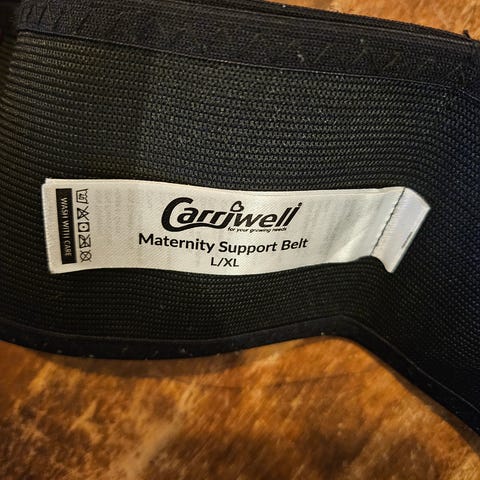 WASH WITH CARE
Carriwell
for your growing needs
Maternity Support Belt
L/XL